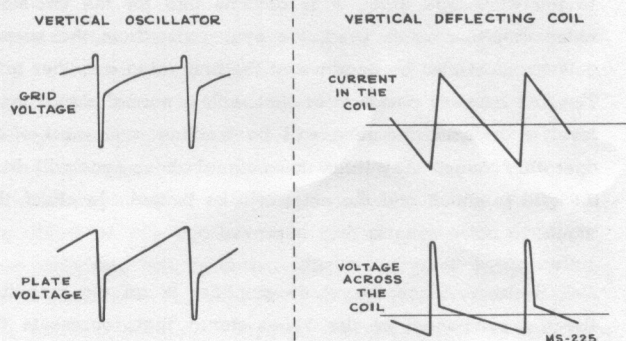 VERTICAL OSCILLATOR
GRID
VOLTAGE
PLATE
VOLTAGE
VERTICAL DEFLECTING COIL
CURRENT
IN THE
COIL
VOLTAGE
ACROSS
THE
COIL
MS-225